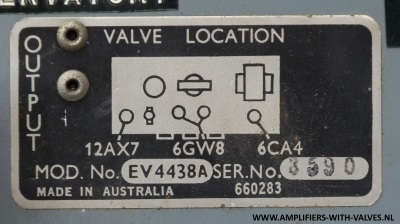 VALVE LOCATION
OUTPUT
12AX7 6GW8 6CA4
MOD. No. EV4438A SER. No. 3590
MADE IN AUSTRALIA 660283
WWW.AMPLIFIERS-WITH-VALVES.NL